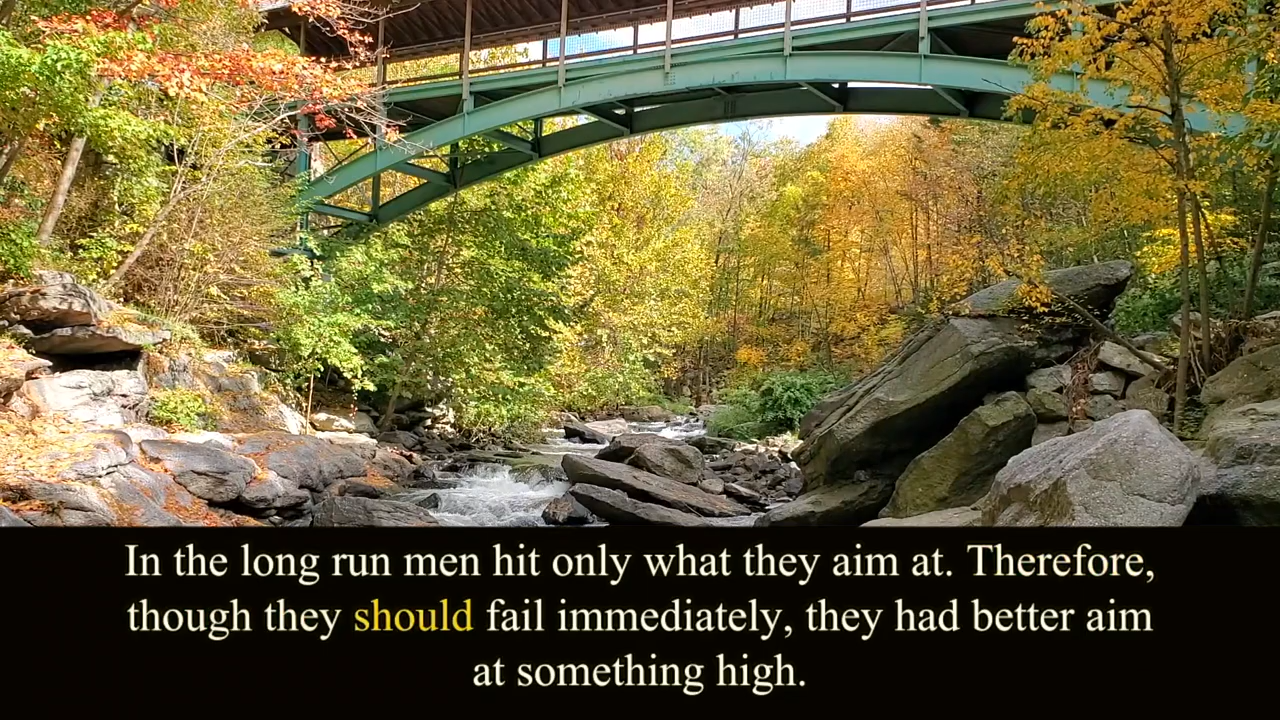 In the long run men hit only what they aim at. Therefore,
though they should fail immediately, they had better aim
at something high.